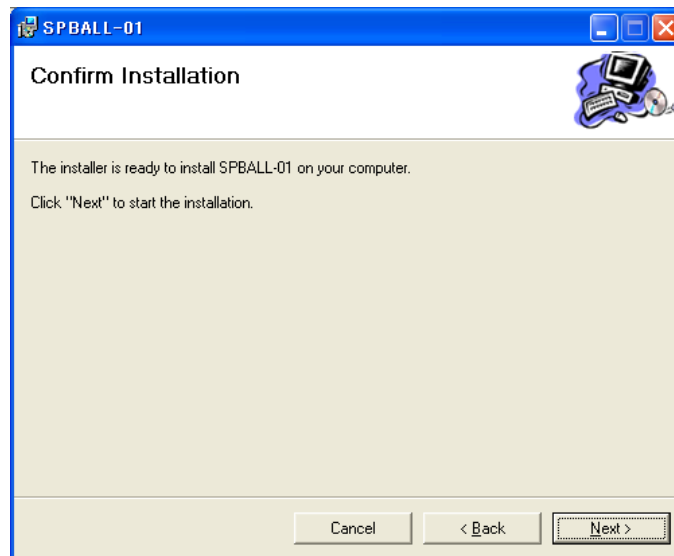 SPBALL-01
Confirm Installation
The installer is ready to install SPBALL-01 on your computer.
Click "Next" to start the installation.
Cancel
< Back
Next >